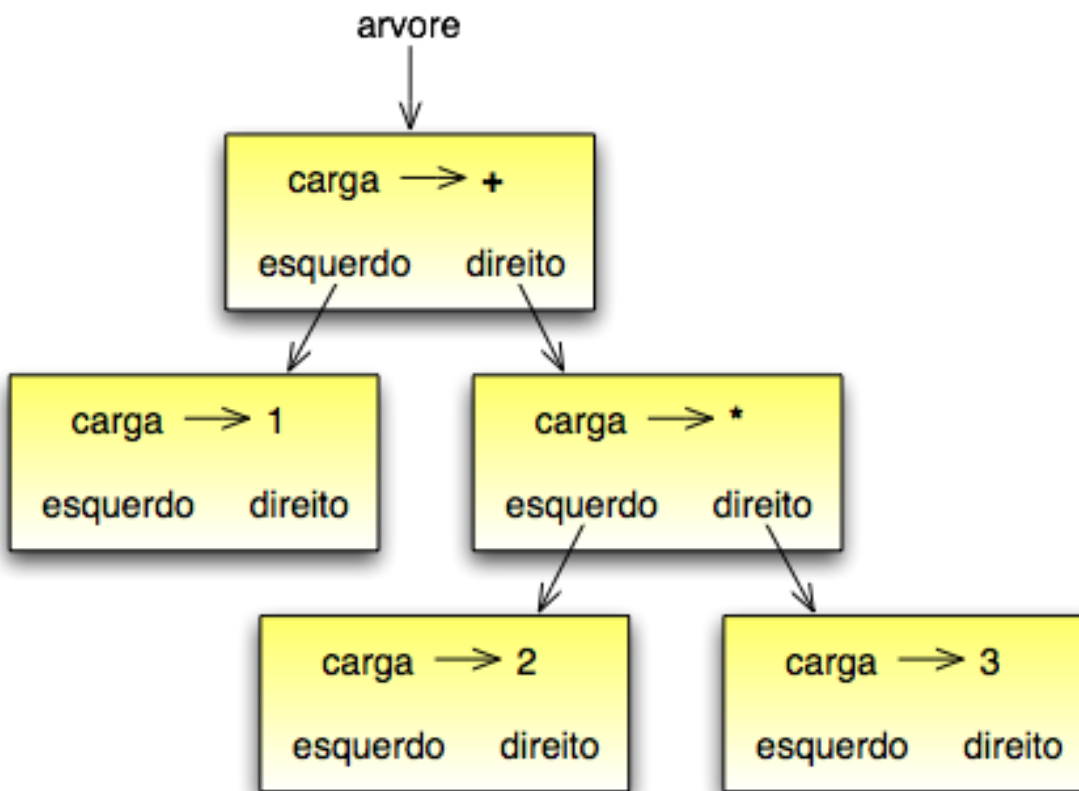 arvore
carga +
esquerdo direito
carga 1
esquerdo direito
carga *
esquerdo direito
carga 2
esquerdo direito
carga 3
esquerdo direito